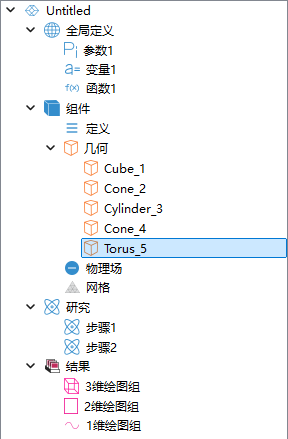 Untitled
全局定义
Pi 参数1
a= 变量1
f(x) 函数1
组件
定义
几何
Cube_1
Cone_2
Cylinder_3
Cone_4
Torus_5
物理场
网格
研究
步骤1
步骤2
结果
3维绘图组
2维绘图组
1维绘图组